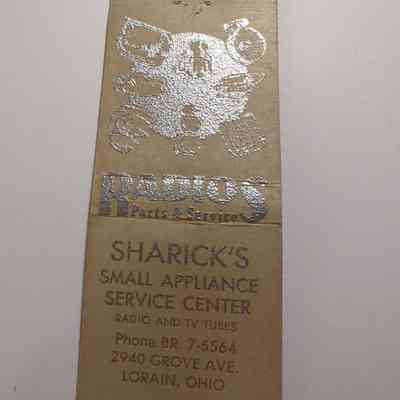 RADIOS
Parts & Service
SHARICK'S
SMALL APPLIANCE
SERVICE CENTER
RADIO AND TV TUBES
Phone: BR. 7-5564
2940 GROVE AVE.
LORAIN, OHIO